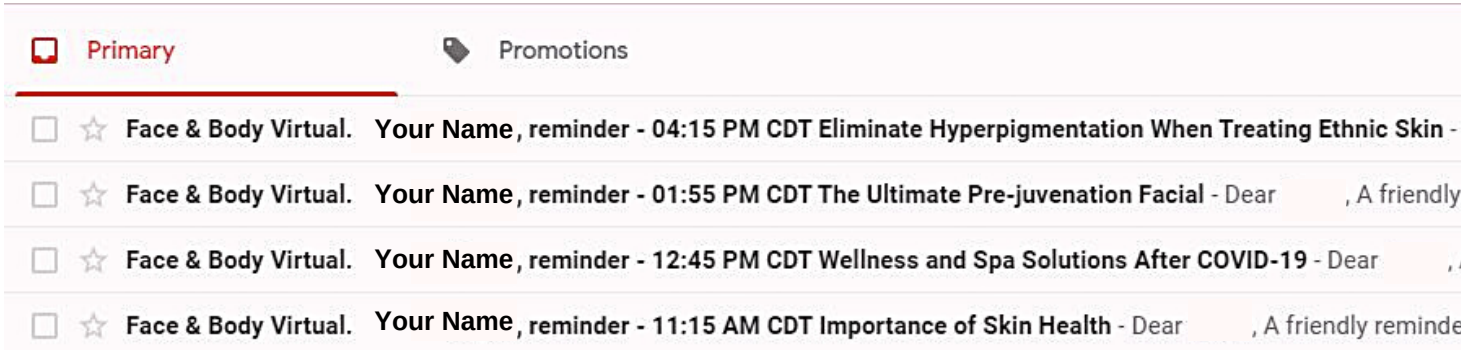 Primary Promotions
Face & Body Virtual. Your Name, reminder - 04:15 PM CDT Eliminate Hyperpigmentation When Treating Ethnic Skin -
Face & Body Virtual. Your Name, reminder - 01:55 PM CDT The Ultimate Pre-juvenation Facial - Dear , A friendly
Face & Body Virtual. Your Name, reminder - 12:45 PM CDT Wellness and Spa Solutions After COVID-19 - Dear ,
Face & Body Virtual. Your Name, reminder - 11:15 AM CDT Importance of Skin Health - Dear , A friendly reminde